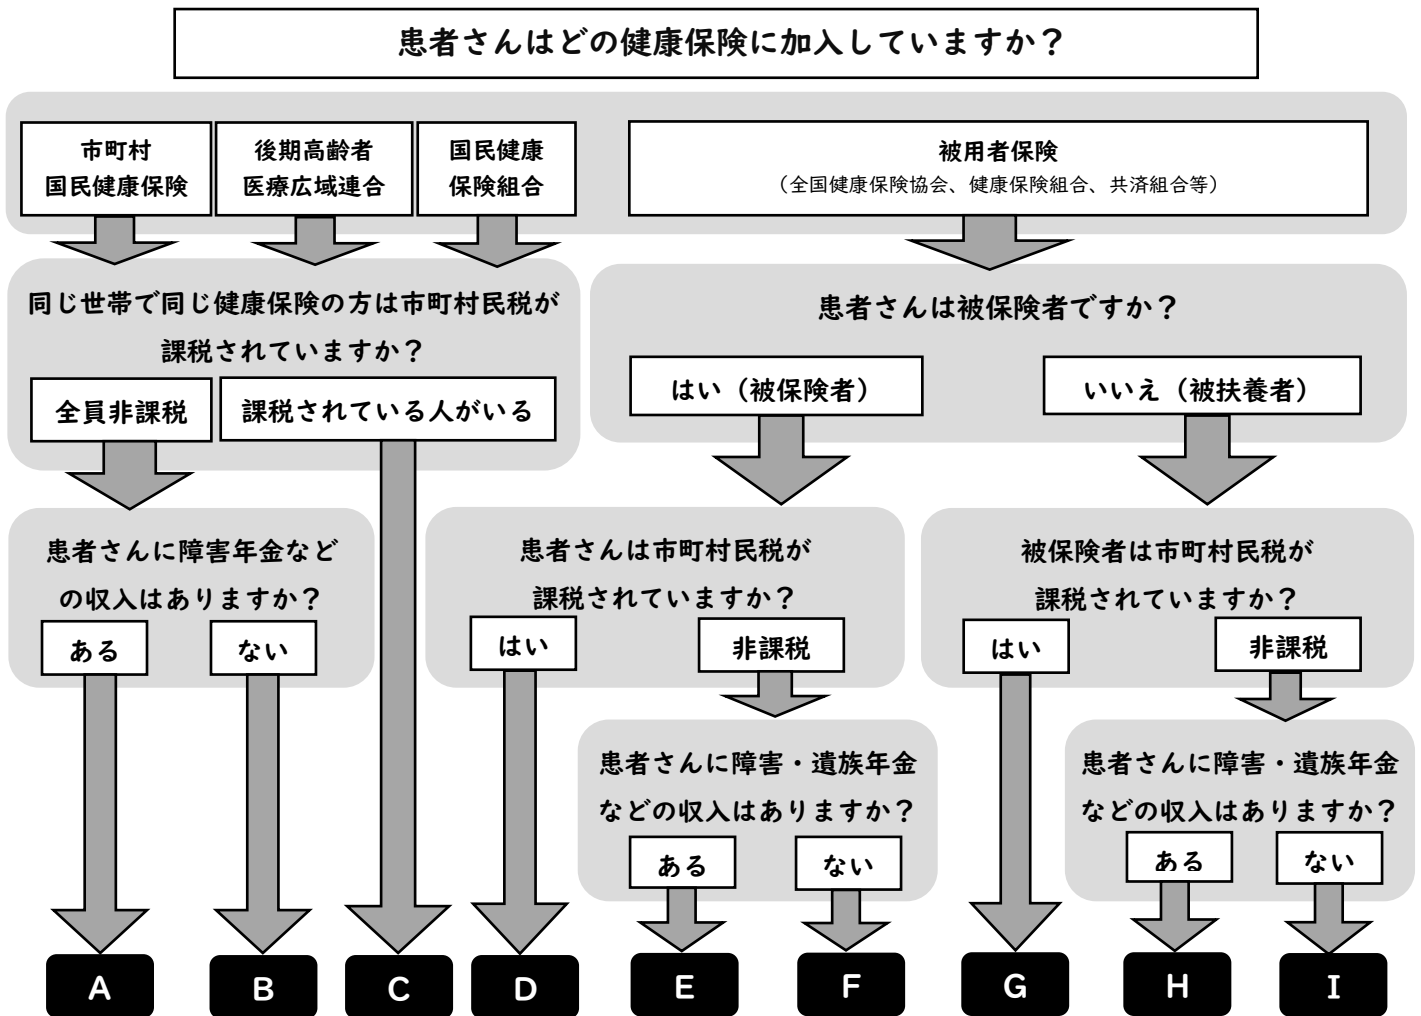 患者さんはどの健康保険に加入していますか？
市町村
国民健康保険
後期高齢者
医療広域連合
国民健康
保険組合
被用者保険
（全国健康保険協会、健康保険組合、共済組合等）
同じ世帯で同じ健康保険の方は市町村民税が
課税されていますか？
全員非課税
課税されている人がいる
患者さんは被保険者ですか？
はい（被保険者）
いいえ（被扶養者）
患者さんに障害年金など
の収入はありますか？
ある
ない
患者さんは市町村民税が
課税されていますか？
はい
非課税
被保険者は市町村民税が
課税されていますか？
はい
非課税
患者さんに障害・遺族年金
などの収入はありますか？
ある
ない
患者さんに障害・遺族年金
などの収入はありますか？
ある
ない
A
B
C
D
E
F
G
H
I